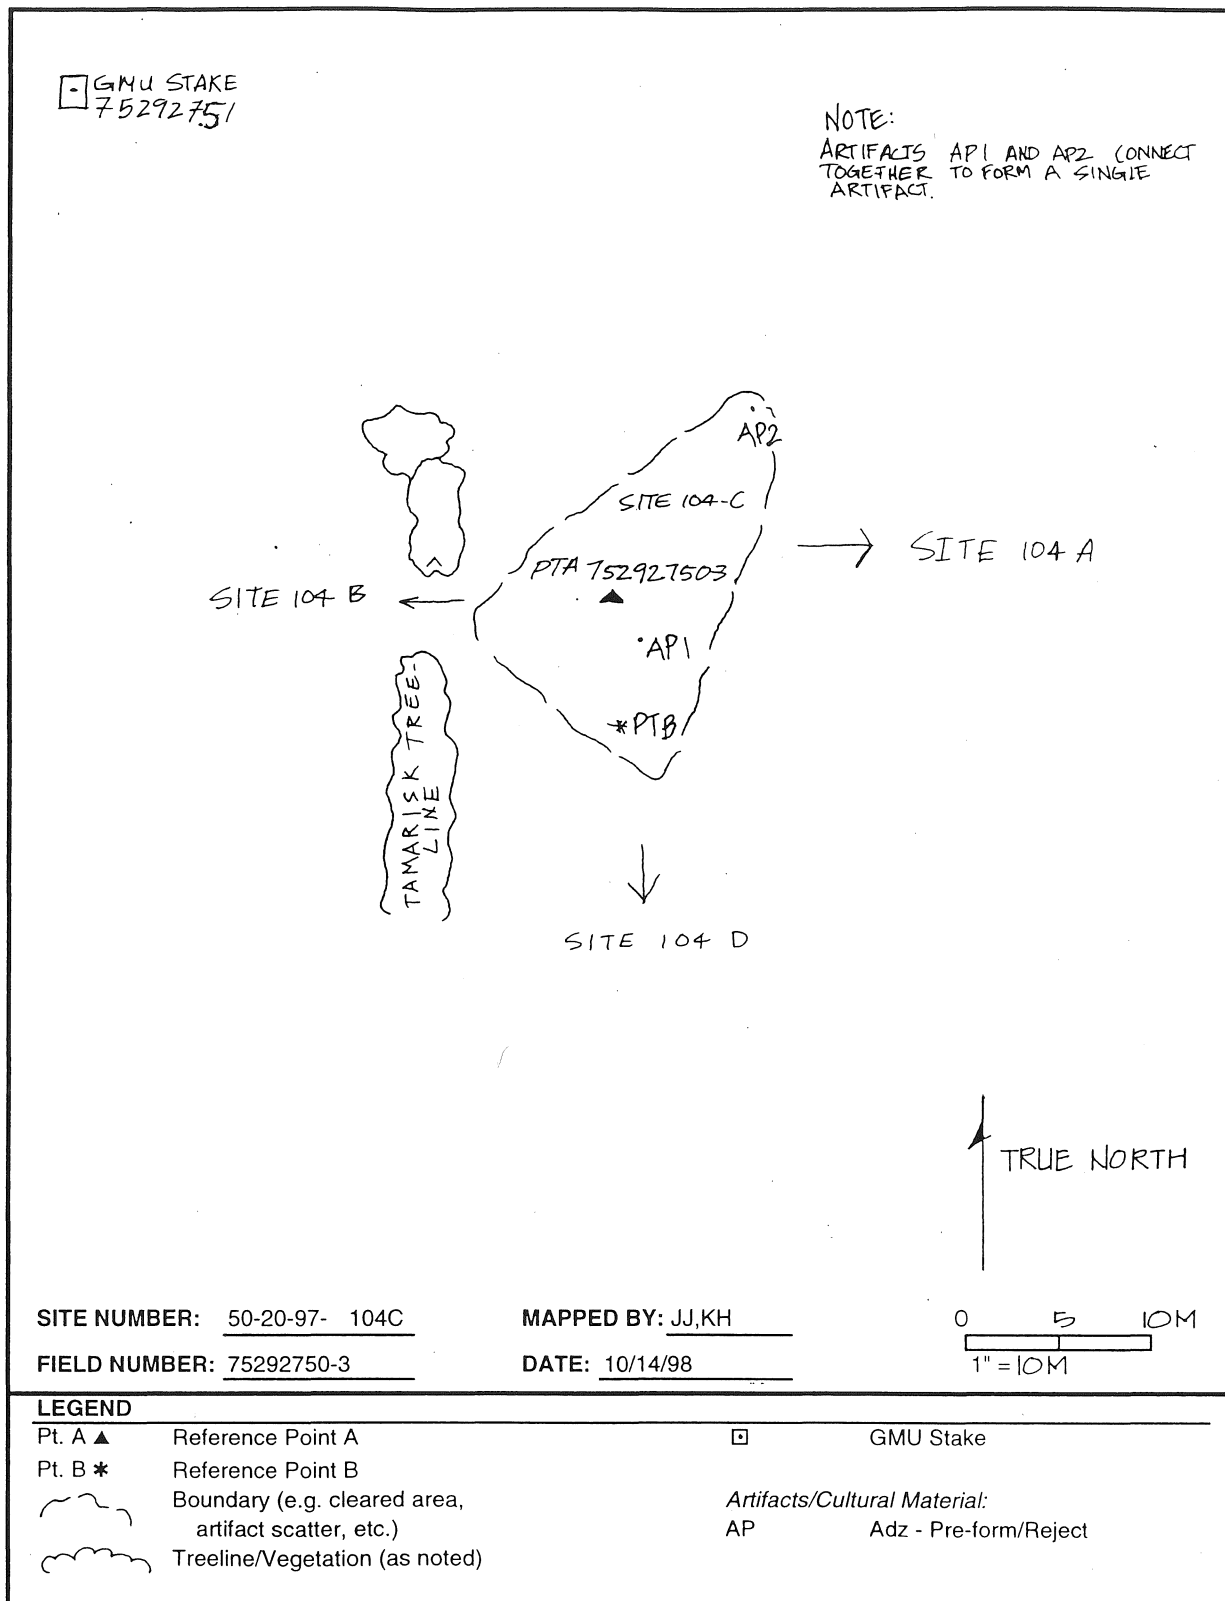 GMU STAKE
75292751
NOTE:
ARTIFACTS AP1 AND AP2 CONNECT
TOGETHER TO FORM A SINGLE
ARTIFACT.
AP2
SITE 104-C
SITE 104 A
PTA 752927503
SITE 104 B
AP1
PTB
TAMARISK TREE-
LINE
SITE 104 D
TRUE NORTH
SITE NUMBER: 50-20-97- 104C
MAPPED BY: JJ,KH
0 5 10M
FIELD NUMBER: 75292750-3
DATE: 10/14/98
1" = 10M
LEGEND
Pt. A ▲ Reference Point A
GMU Stake
Pt. B * Reference Point B
Boundary (e.g. cleared area,
artifact scatter, etc.)
Artifacts/Cultural Material:
AP Adz - Pre-form/Reject
Treeline/Vegetation (as noted)